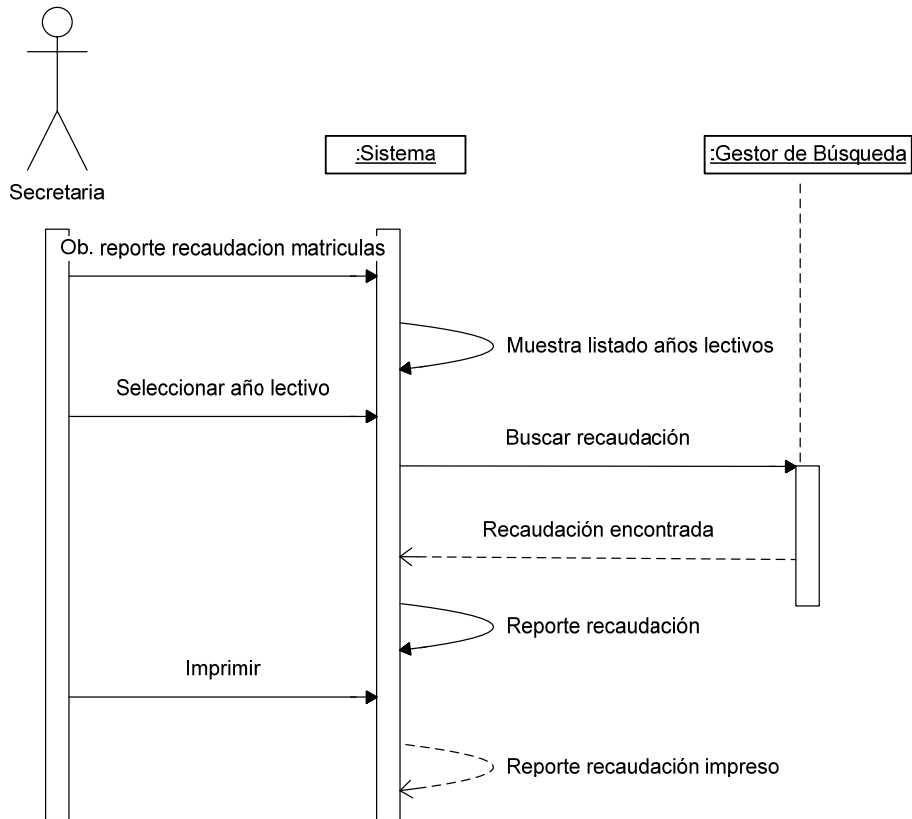 Secretaria
:Sistema
:Gestor de Búsqueda
Ob. reporte recaudacion matriculas
Muestra listado años lectivos
Seleccionar año lectivo
Buscar recaudación
Recaudación encontrada
Reporte recaudación
Imprimir
Reporte recaudación impreso